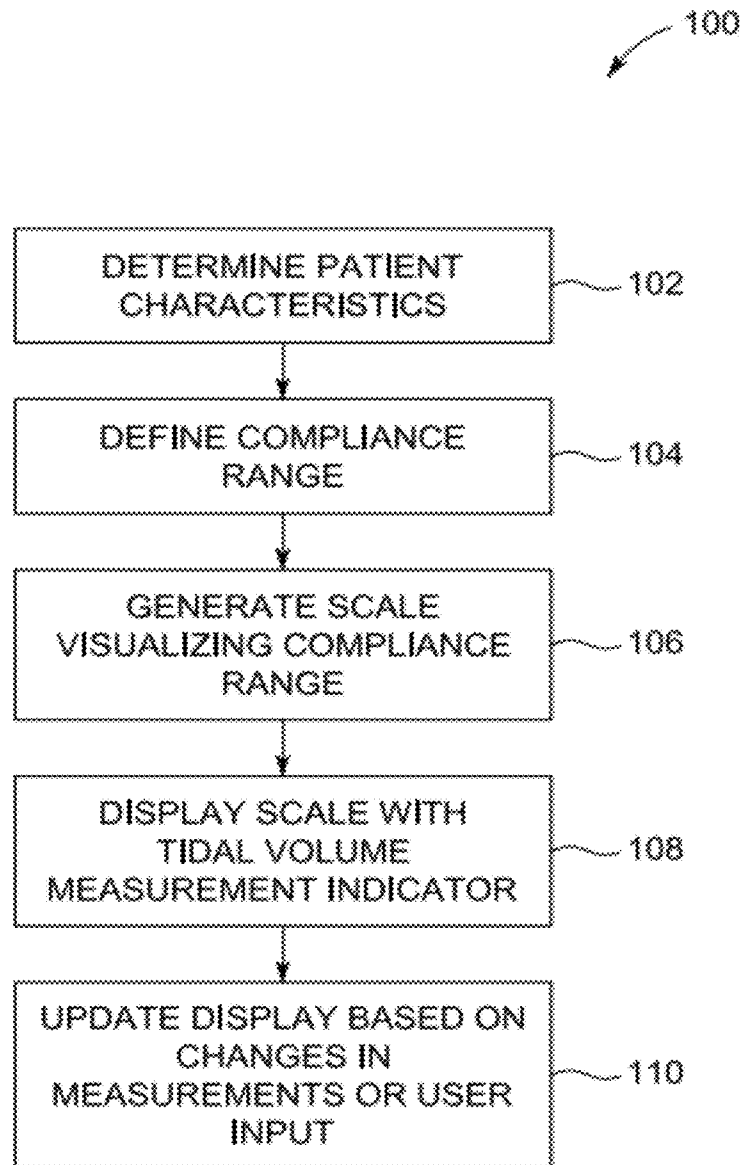 100
DETERMINE PATIENT
CHARACTERISTICS
102
DEFINE COMPLIANCE
RANGE
104
GENERATE SCALE
VISUALIZING COMPLIANCE
RANGE
106
DISPLAY SCALE WITH
TIDAL VOLUME
MEASUREMENT INDICATOR
108
UPDATE DISPLAY BASED ON
CHANGES IN
MEASUREMENTS OR USER
INPUT
110